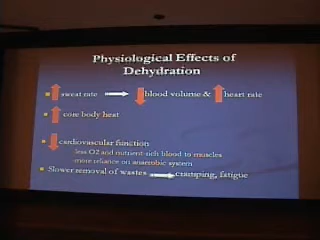 Physiological Effects of
Dehydration
sweat rate blood volume & heart rate
core body heat
cardiovascular function
less O2 and nutrient-rich blood to muscles
more reliance on anaerobic system
Slower removal of wastes cramping, fatigue